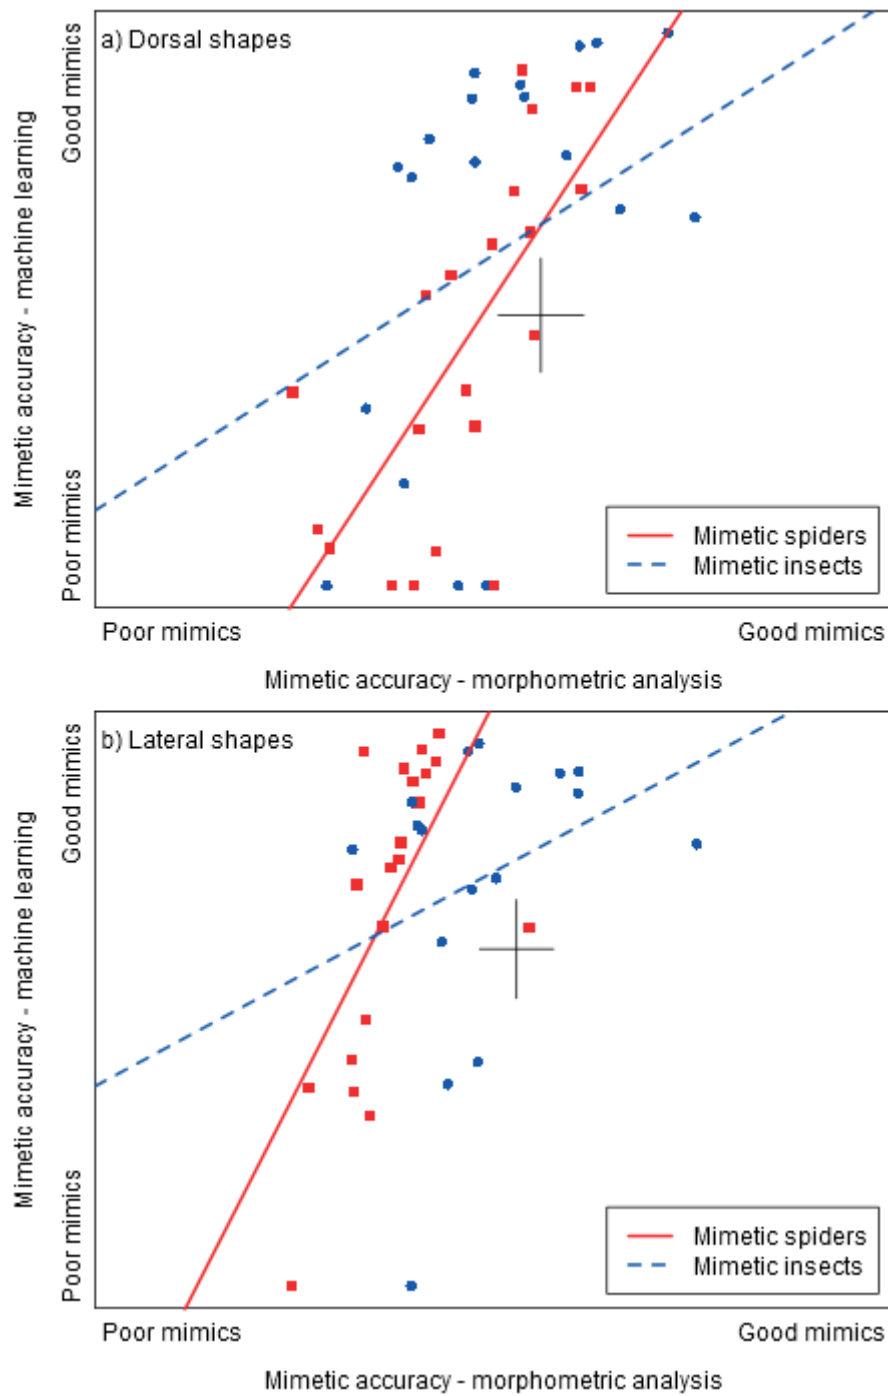 a) Dorsal shapes
Good mimics
Mimetic accuracy - machine learning
Poor mimics
Mimetic spiders
Mimetic insects
Poor mimics
Good mimics
Mimetic accuracy - morphometric analysis
b) Lateral shapes
Good mimics
Mimetic accuracy - machine learning
Poor mimics
Mimetic spiders
Mimetic insects
Poor mimics
Good mimics
Mimetic accuracy - morphometric analysis